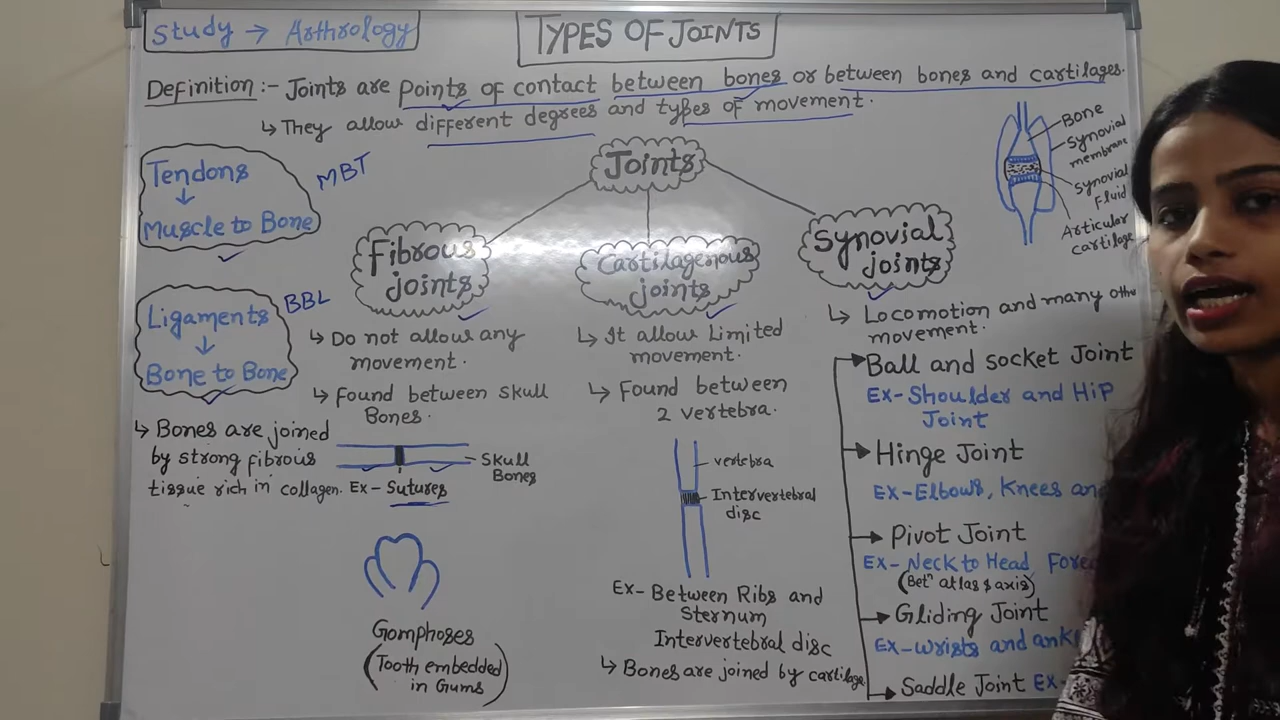 Study → Arthrology
TYPES OF JOINTS
Definition :- Joints are points of contact between bones or between bones and cartilages.
↳ They allow different degrees and types of movement.
Tendons
↓
Muscle to Bone
MBT
Ligaments
↓
Bone to Bone
BBL
↳ Bones are joined
by strong fibrous
tissue rich in collagen.
Joints
Fibrous
joints
↳ Do not allow any
movement.
↳ Found between Skull
Bones.
Skull
Bones
Ex - Sutures
Gomphoses
(Tooth embedded
in Gums)
Cartilagenous
joints
↳ It allow Limited
movement.
↳ Found between
2 vertebra.
vertebra
Intervertebral
disc
Ex - Between Ribs and
Sternum
Intervertebral disc
↳ Bones are joined by cartilage
Synovial
joints
↳ Locomotion and many othe
movement.
Ball and socket Joint
Ex - Shoulder and Hip
Joint
Hinge Joint
Ex - Elbows, Knees an
Pivot Joint
Ex - Neck to Head Fore
(Betⁿ atlas & axis)
Gliding Joint
Ex - wrists and ank
Saddle Joint Ex -
Bone
Synovial
membrane
Synovial
Fluid
Articular
cartilage